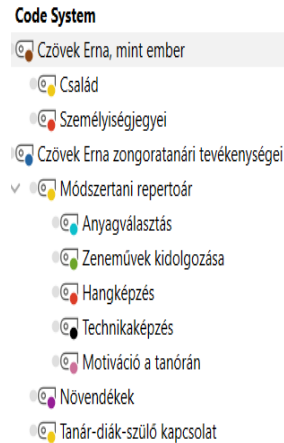 Code System
Czövek Erna, mint ember
Család
Személyiségjegyei
Czövek Erna zongoratanári tevékenységei
Módszertani repertoár
Anyagválasztás
Zeneművek kidolgozása
Hangképzés
Technikaképzés
Motiváció a tanórán
Növendékek
Tanár-diák-szülő kapcsolat